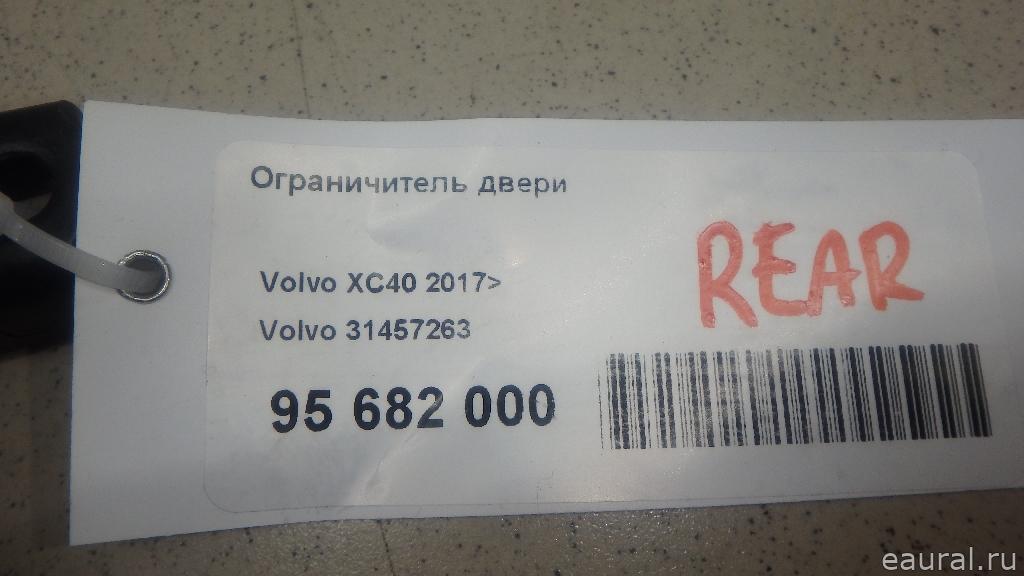 Ограничитель двери
REAR
Volvo XC40 2017>
Volvo 31457263
95 682 000
eaural.ru